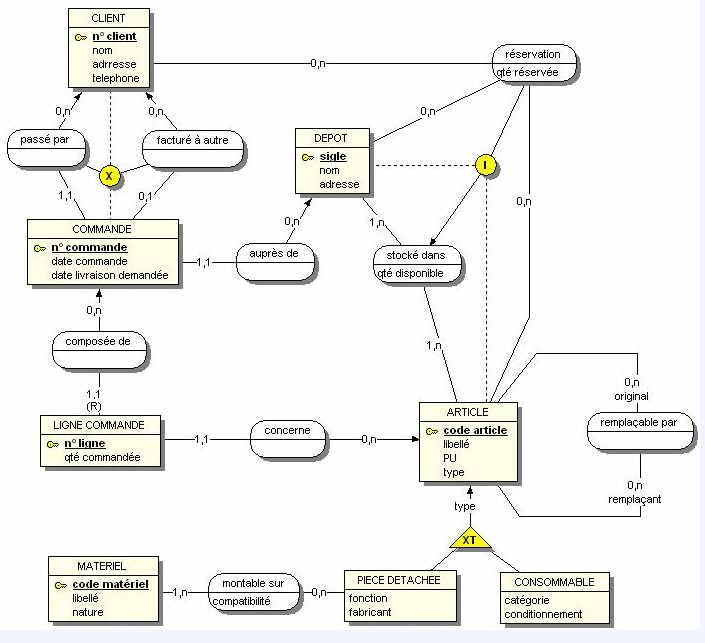 CLIENT
n° client
nom
adrresse
telephone
0,n
réservation
qté réservée
0,n
0,n
0,n
passé par
facturé à autre
X
DEPOT
sigle
nom
adresse
I
1,1
0,1
0,n
COMMANDE
n° commande
date commande
date livraison demandée
0,n
1,n
1,1
auprès de
stocké dans
qté disponible
0,n
composée de
1,n
1,1
(R)
0,n
original
LIGNE COMMANDE
n° ligne
qté commandée
1,1
concerne
0,n
ARTICLE
code article
libellé
PU
type
remplaçable par
0,n
remplaçant
type
XT
MATERIEL
code matériel
libellé
nature
1,n
montable sur
compatibilité
0,n
PIECE DETACHEE
fonction
fabricant
CONSOMMABLE
catégorie
conditionnement